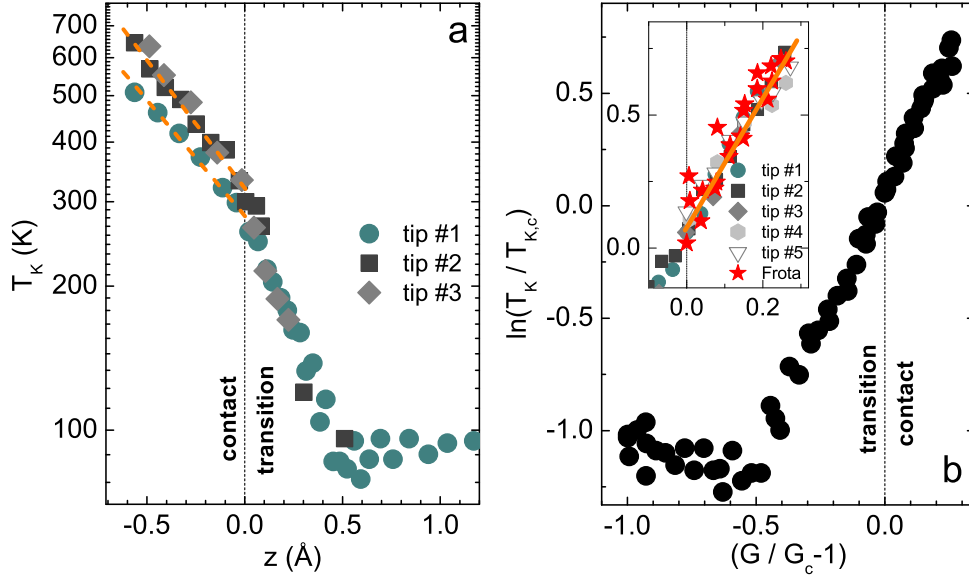 a
700
600
500
400
300
200
100
T_K (K)
contact
transition
tip #1
tip #2
tip #3
-0.5
0.0
0.5
1.0
z (Å)
b
0.5
0.0
-0.5
-1.0
ln(T_K / T_K,c)
0.5
0.0
tip #1
tip #2
tip #3
tip #4
tip #5
Frota
0.0
0.2
transition
contact
-1.0
-0.5
0.0
(G / G_c-1)